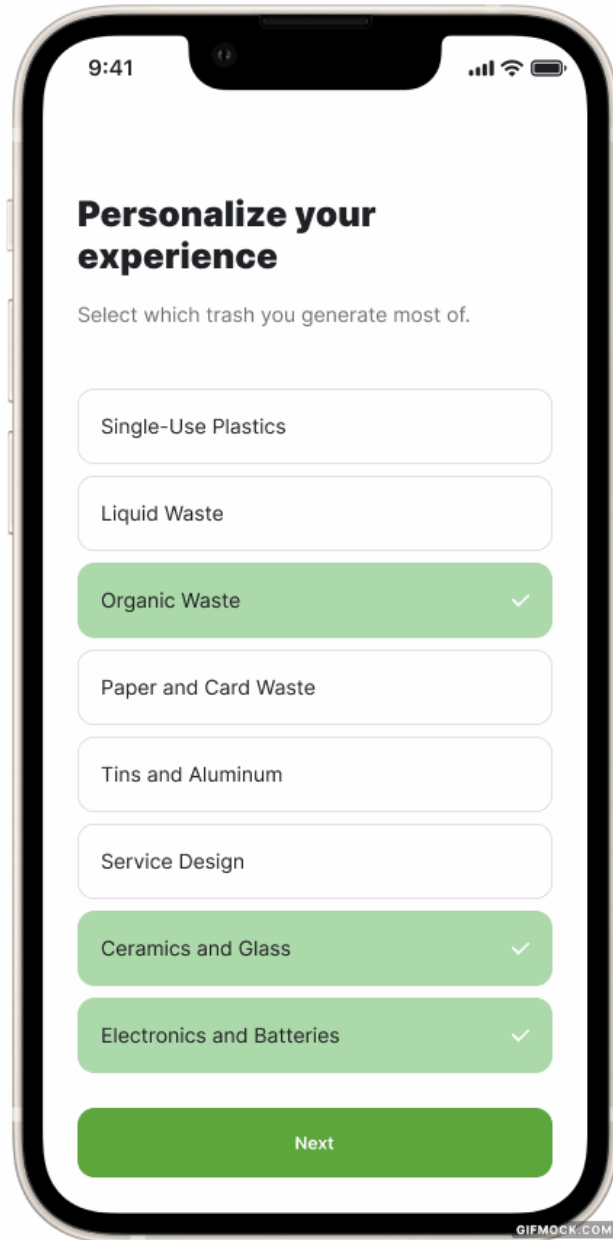 9:41
Personalize your
experience
Select which trash you generate most of.
Single-Use Plastics
Liquid Waste
Organic Waste
Paper and Card Waste
Tins and Aluminum
Service Design
Ceramics and Glass
Electronics and Batteries
Next
GIFMOCK.COM